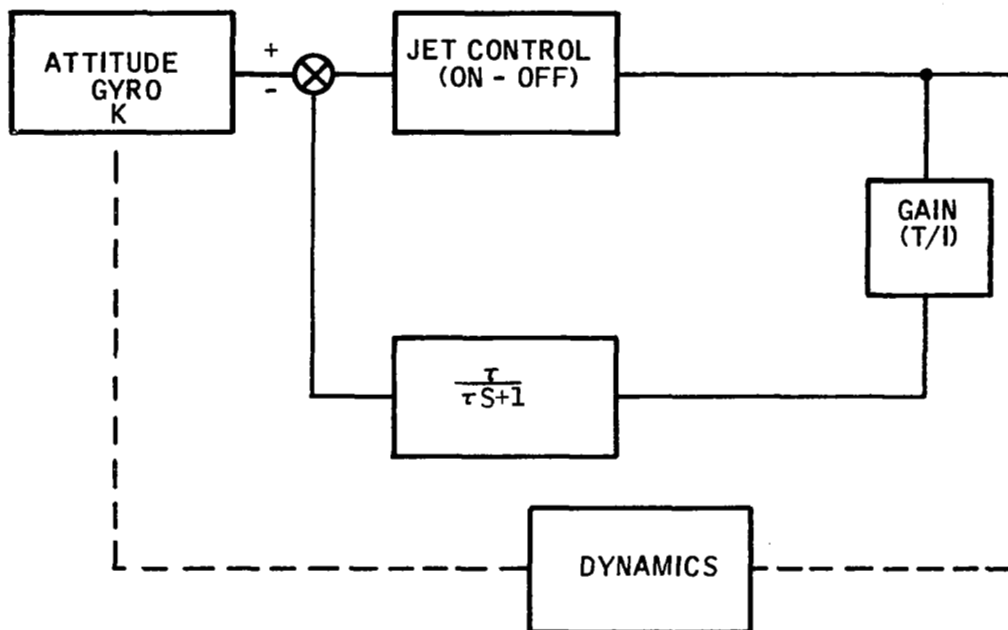 ATTITUDE
GYRO
K
+
-
JET CONTROL
(ON - OFF)
GAIN
(T/I)
τ
τS+1
DYNAMICS